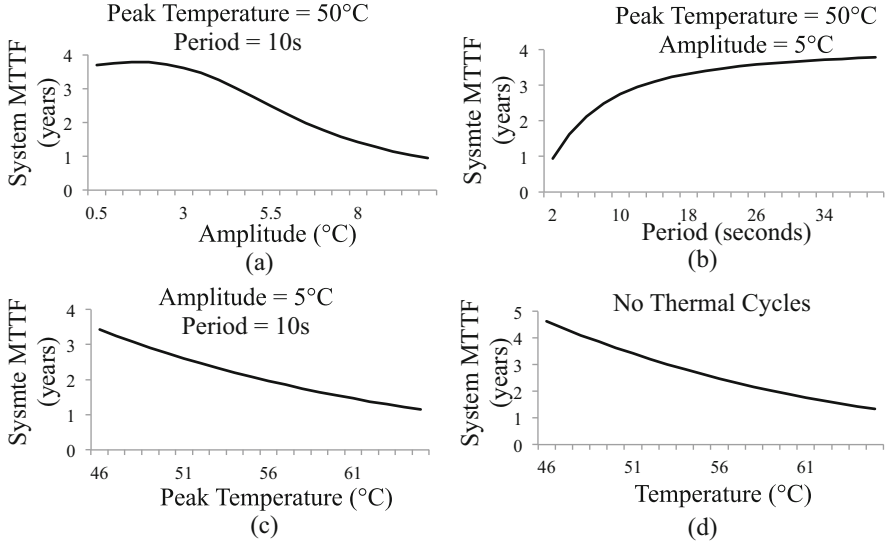 Peak Temperature = 50°C
Period = 10s
System MTTF
(years)
4
3
2
1
0
0.5 3 5.5 8
Amplitude (°C)
(a)
Peak Temperature = 50°C
Amplitude = 5°C
Sysmte MTTF
(years)
4
3
2
1
0
2 10 18 26 34
Period (seconds)
(b)
Amplitude = 5°C
Period = 10s
Sysmte MTTF
(years)
4
3
2
1
0
46 51 56 61
Peak Temperature (°C)
(c)
No Thermal Cycles
System MTTF
(years)
5
4
3
2
1
0
46 51 56 61
Temperature (°C)
(d)